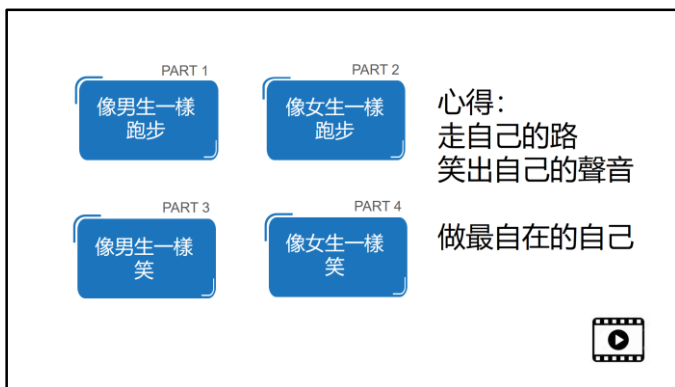 PART 1
像男生一樣
跑步
PART 2
像女生一樣
跑步
PART 3
像男生一樣
笑
PART 4
像女生一樣
笑
心得：
走自己的路
笑出自己的聲音
做最自在的自己